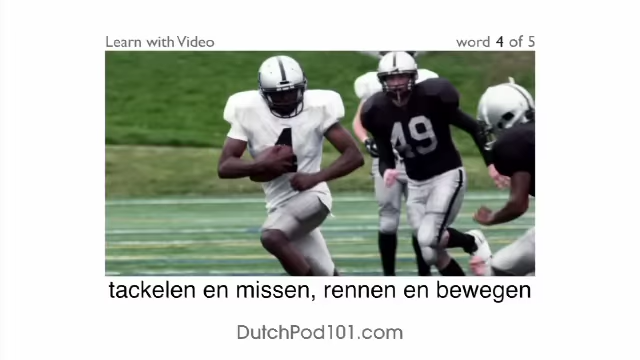 Learn with Video
word 4 of 5
4
49
tackelen en missen, rennen en bewegen
DutchPod101.com